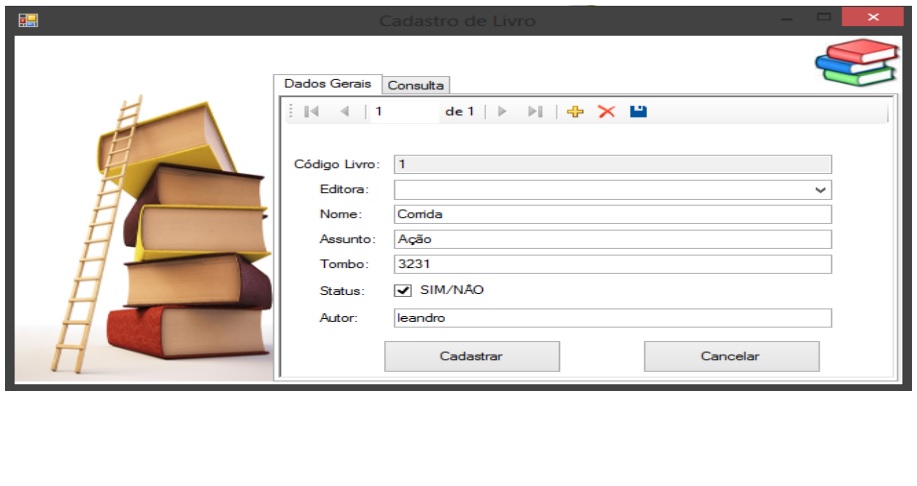 Cadastro de Livro
Dados Gerais Consulta
1 de 1
Código Livro: 1
Editora:
Nome: Corrida
Assunto: Ação
Tombo: 3231
Status: SIM/NÃO
Autor: leandro
Cadastrar Cancelar